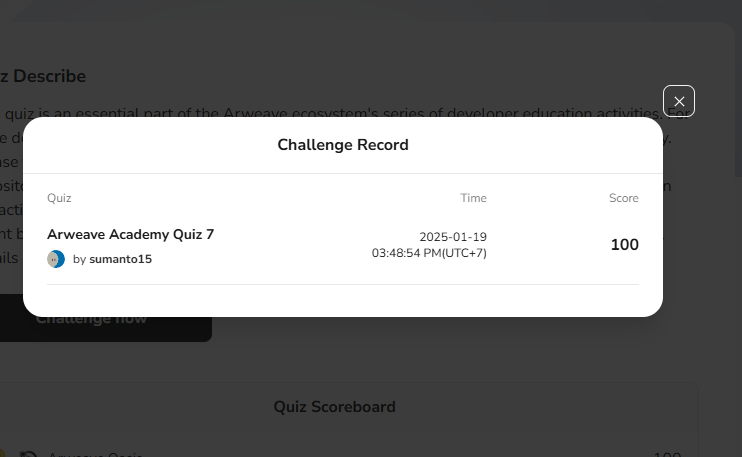 z Describe
quiz is an essential part of the Arweave ecosystem's series of developer education activities. For
Challenge Record
Quiz Time Score
Arweave Academy Quiz 7
2025-01-19
03:48:54 PM(UTC+7)
100
by sumanto15
Challenge now
Quiz Scoreboard
Arweave Oasis
100